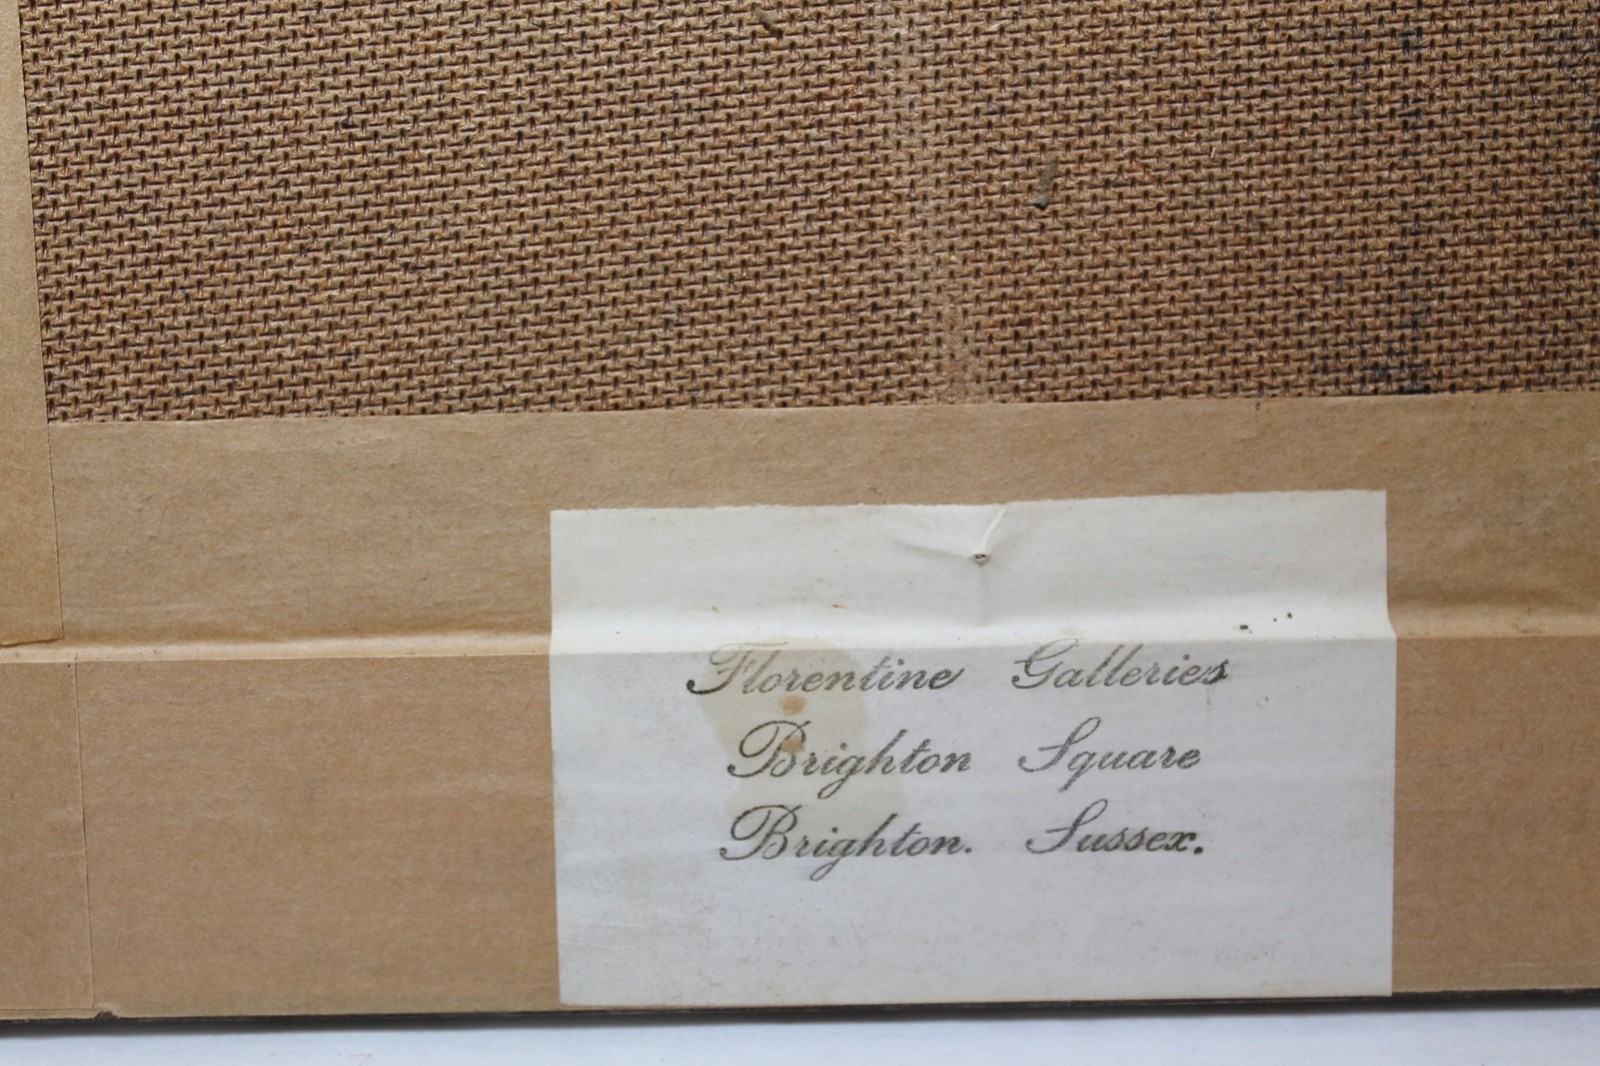 Florentine Galleries
Brighton Square
Brighton. Sussex.